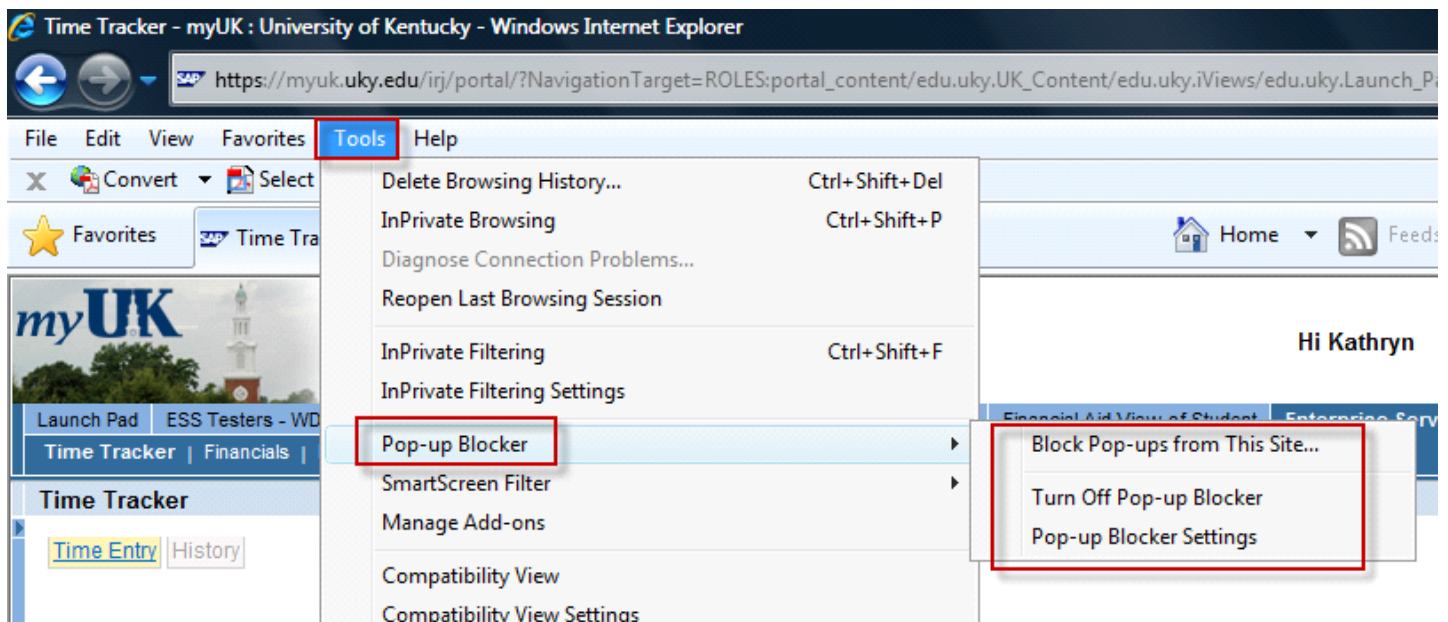 Time Tracker - myUK : University of Kentucky - Windows Internet Explorer
https://myuk.uky.edu/irj/portal/?NavigationTarget=ROLES:portal_content/edu.uky.UK_Content/edu.uky.iViews/edu.uky.Launch_Pa
File Edit View Favorites Tools Help
X Convert Select
Favorites SAP Time Tra Home Feeds
Delete Browsing History... Ctrl+Shift+Del
InPrivate Browsing Ctrl+Shift+P
Diagnose Connection Problems...
Reopen Last Browsing Session
InPrivate Filtering Ctrl+Shift+F
InPrivate Filtering Settings
Pop-up Blocker
SmartScreen Filter
Manage Add-ons
Compatibility View
Compatibility View Settings
Block Pop-ups from This Site...
Turn Off Pop-up Blocker
Pop-up Blocker Settings
myUK
Hi Kathryn
Launch Pad ESS Testers - WD Financial Aid View of Student Enterprise Serv
Time Tracker | Financials |
Time Tracker
Time Entry History